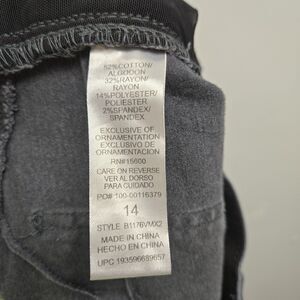 52%COTTON/
ALGODON
32%RAYON/
RAYON
14%POLYESTER/
POLIESTER
2%SPANDEX/
SPANDEX
EXCLUSIVE OF
ORNAMENTATION
EXCLUSIVO DE
ORNAMENTACION
RN#15600
CARE ON REVERSE
VER AL DORSO
PARA CUIDADO
PO# 100-00116379
14
STYLE B1176VMX2
MADE IN CHINA
HECHO EN CHINA
UPC 193596689657